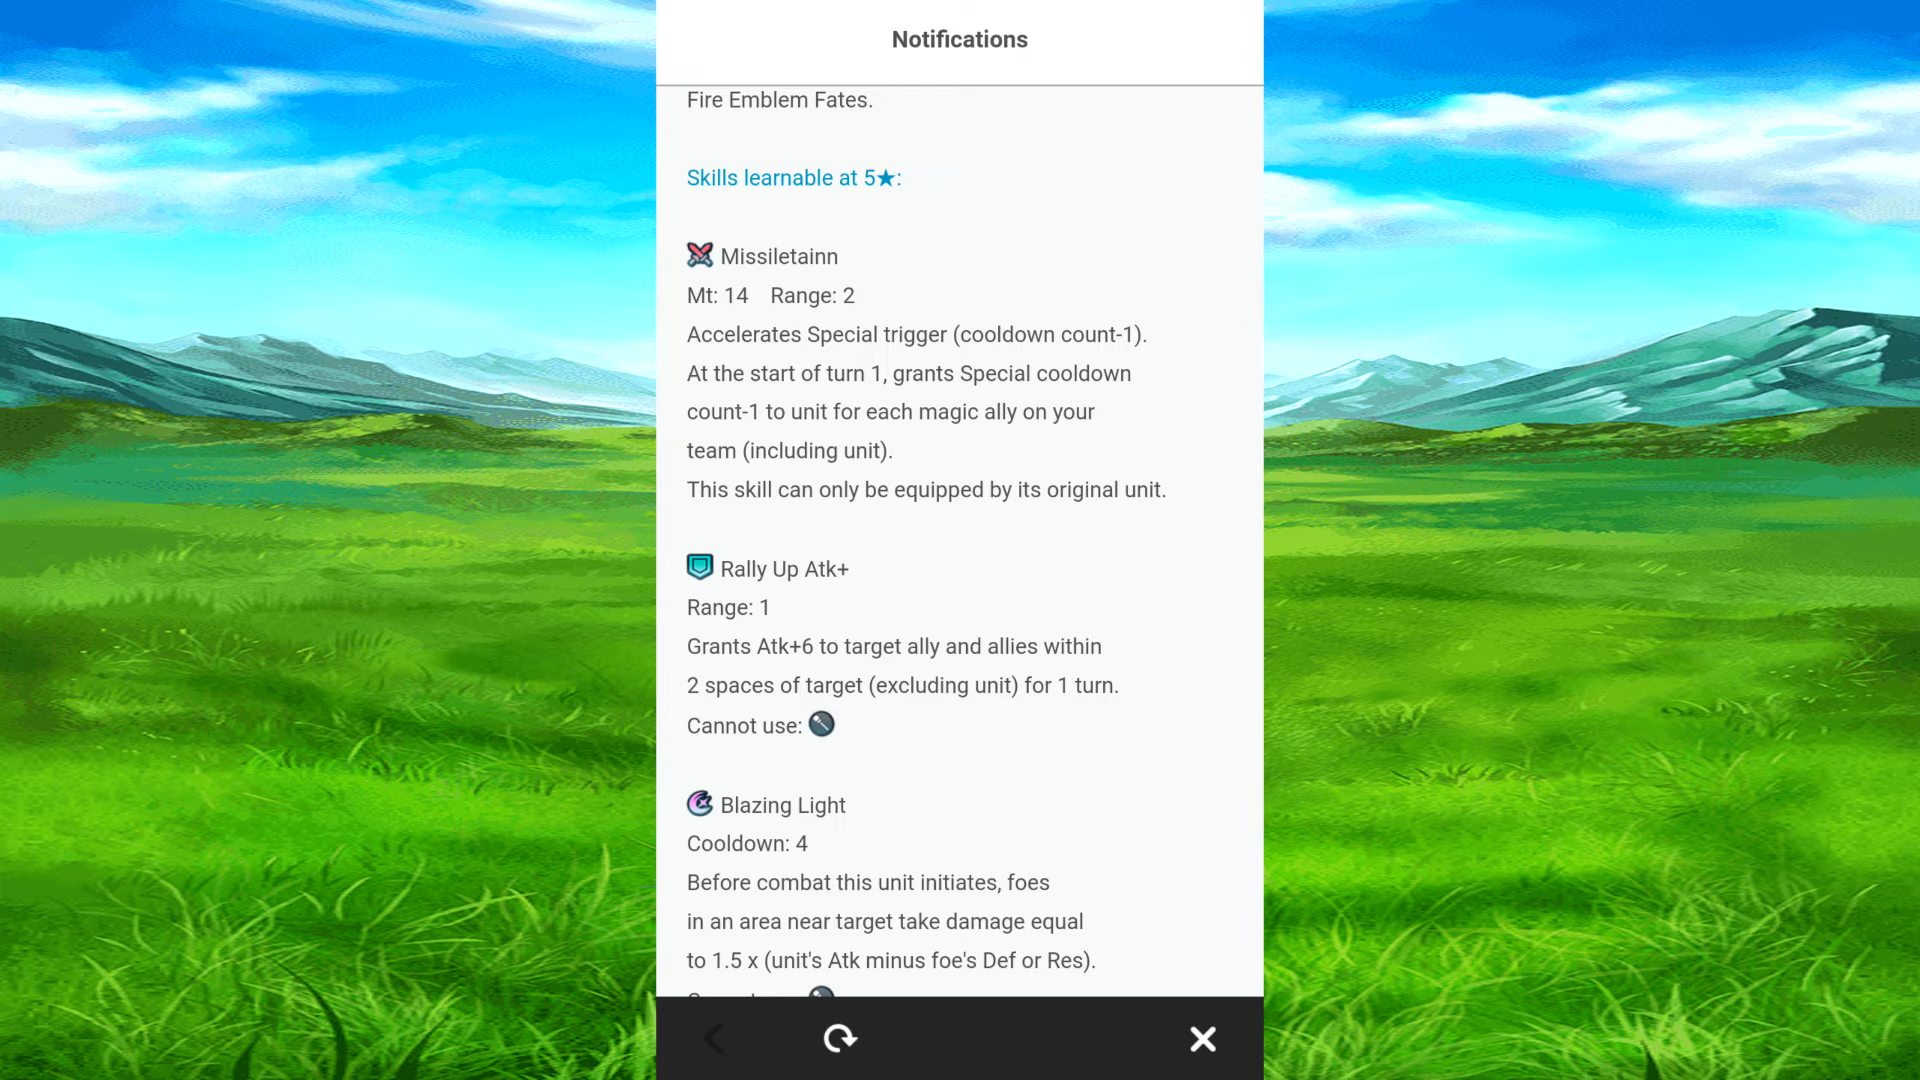 Notifications
Fire Emblem Fates.
Skills learnable at 5★:
Missiletainn
Mt: 14 Range: 2
Accelerates Special trigger (cooldown count-1).
At the start of turn 1, grants Special cooldown
count-1 to unit for each magic ally on your
team (including unit).
This skill can only be equipped by its original unit.
Rally Up Atk+
Range: 1
Grants Atk+6 to target ally and allies within
2 spaces of target (excluding unit) for 1 turn.
Cannot use:
Blazing Light
Cooldown: 4
Before combat this unit initiates, foes
in an area near target take damage equal
to 1.5 x (unit's Atk minus foe's Def or Res).